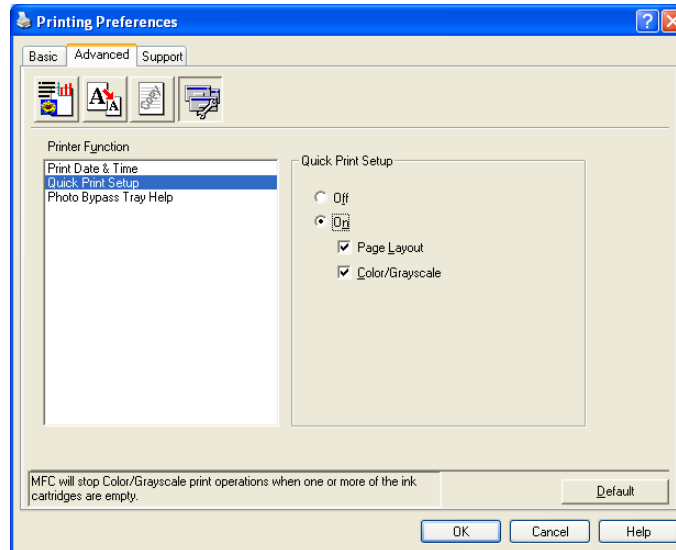 Printing Preferences
Basic Advanced Support
Printer Function
Print Date & Time
Quick Print Setup
Photo Bypass Tray Help
Quick Print Setup
Off
On
Page Layout
Color/Grayscale
MFC will stop Color/Grayscale print operations when one or more of the ink
cartridges are empty.
Default
OK Cancel Help